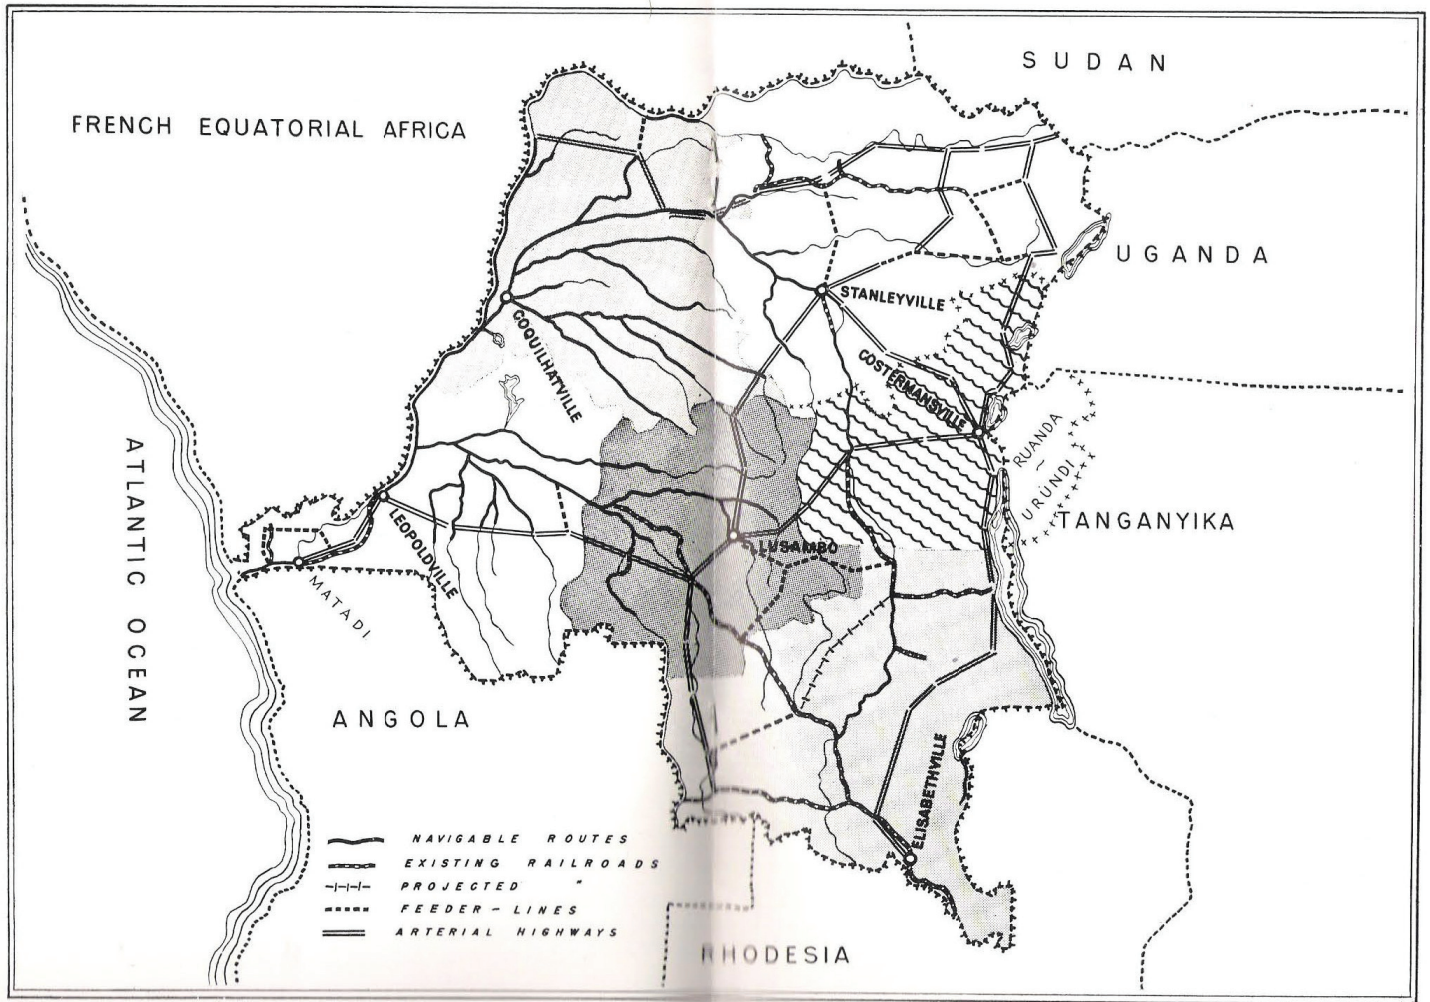 SUDAN
FRENCH EQUATORIAL AFRICA
UGANDA
STANLEYVILLE
COQUILHATVILLE
COSTERMANSVILLE
RUANDA
~
URUNDI
ATLANTIC OCEAN
LEOPOLDVILLE
TANGANYIKA
LUSAMBO
MATADI
ANGOLA
ELISABETHVILLE
NAVIGABLE ROUTES
EXISTING RAILROADS
PROJECTED "
FEEDER-LINES
ARTERIAL HIGHWAYS
RHODESIA